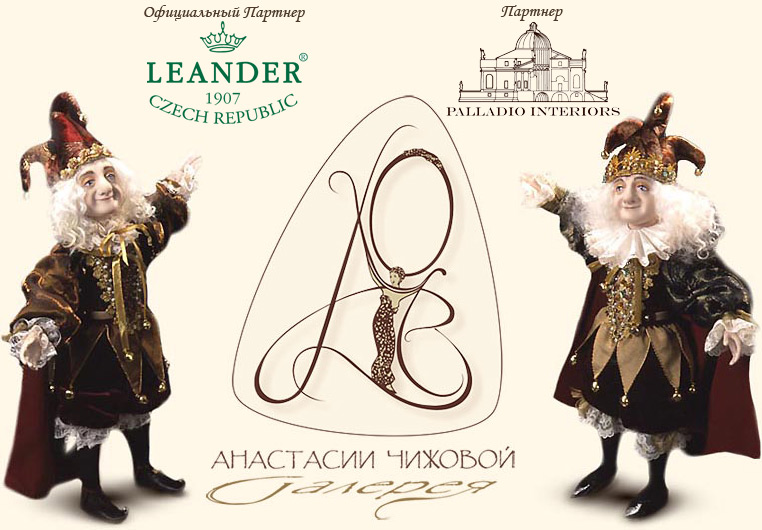 Официальный Партнер
LEANDER®
1907
CZECH REPUBLIC
Партнер
PALLADIO INTERIORS
АНАСТАСИИ ЧИЖОВОЙ
Галерея